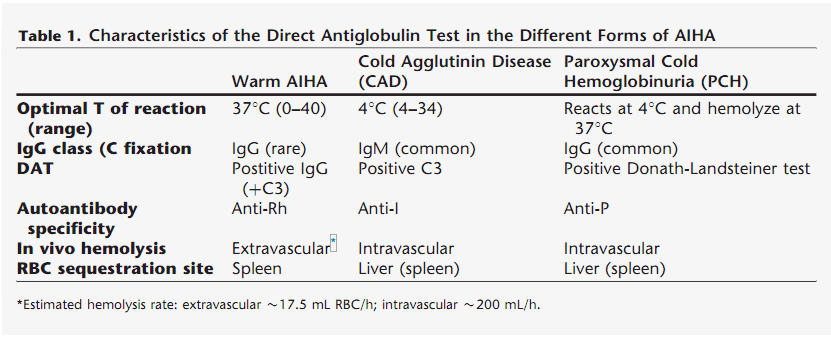 Table 1. Characteristics of the Direct Antiglobulin Test in the Different Forms of AIHA
Warm AIHA Cold Agglutinin Disease (CAD) Paroxysmal Cold Hemoglobinuria (PCH)
Optimal T of reaction (range) 37°C (0–40) 4°C (4–34) Reacts at 4°C and hemolyze at 37°C
IgG class (C fixation IgG (rare) IgM (common) IgG (common)
DAT Postitive IgG (+C3) Positive C3 Positive Donath-Landsteiner test
Autoantibody specificity Anti-Rh Anti-I Anti-P
In vivo hemolysis Extravascular* Intravascular Intravascular
RBC sequestration site Spleen Liver (spleen) Liver (spleen)
*Estimated hemolysis rate: extravascular ∼17.5 mL RBC/h; intravascular ∼200 mL/h.